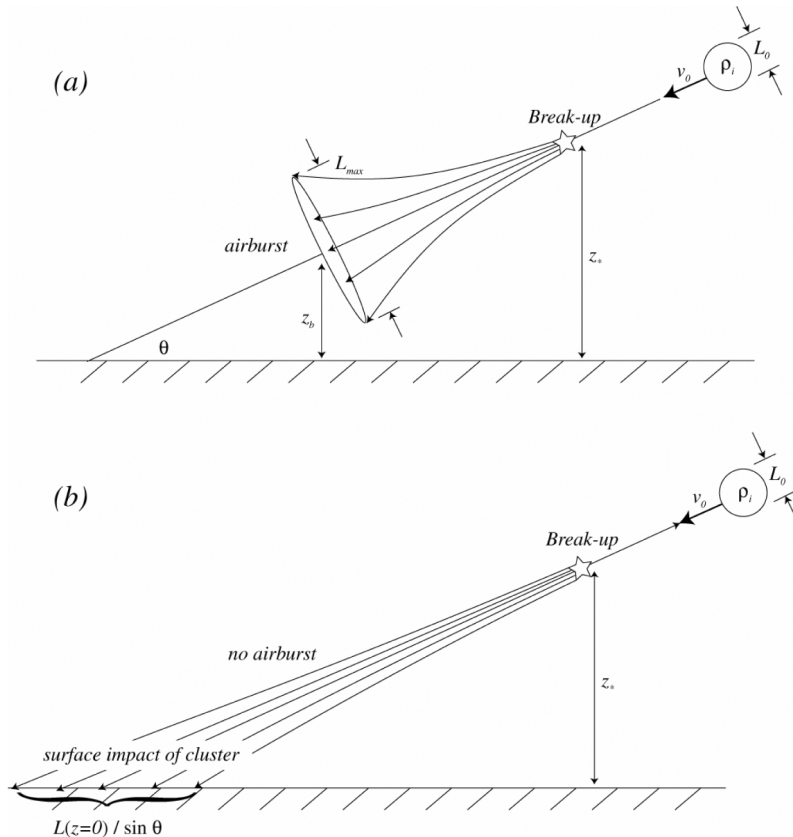 (a)
L₀
ρᵢ
v₀
Break-up
Lₘₐₓ
airburst
z*
z_b
θ
(b)
L₀
ρᵢ
v₀
Break-up
no airburst
z*
surface impact of cluster
L(z=0) / sin θ